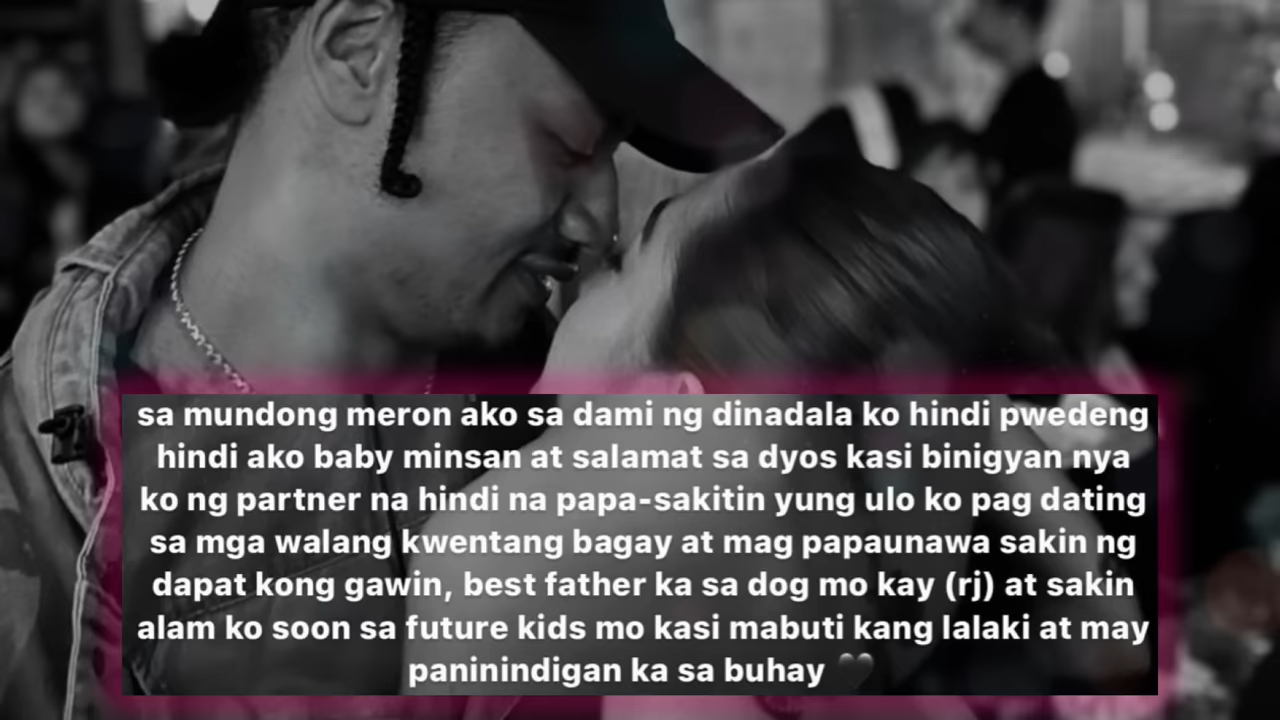 sa mundong meron ako sa dami ng dinadala ko hindi pwedeng
hindi ako baby minsan at salamat sa dyos kasi binigyan nya
ko ng partner na hindi na papa-sakitin yung ulo ko pag dating
sa mga walang kwentang bagay at mag papaunawa sakin ng
dapat kong gawin, best father ka sa dog mo kay (rj) at sakin
alam ko soon sa future kids mo kasi mabuti kang lalaki at may
paninindigan ka sa buhay 🖤